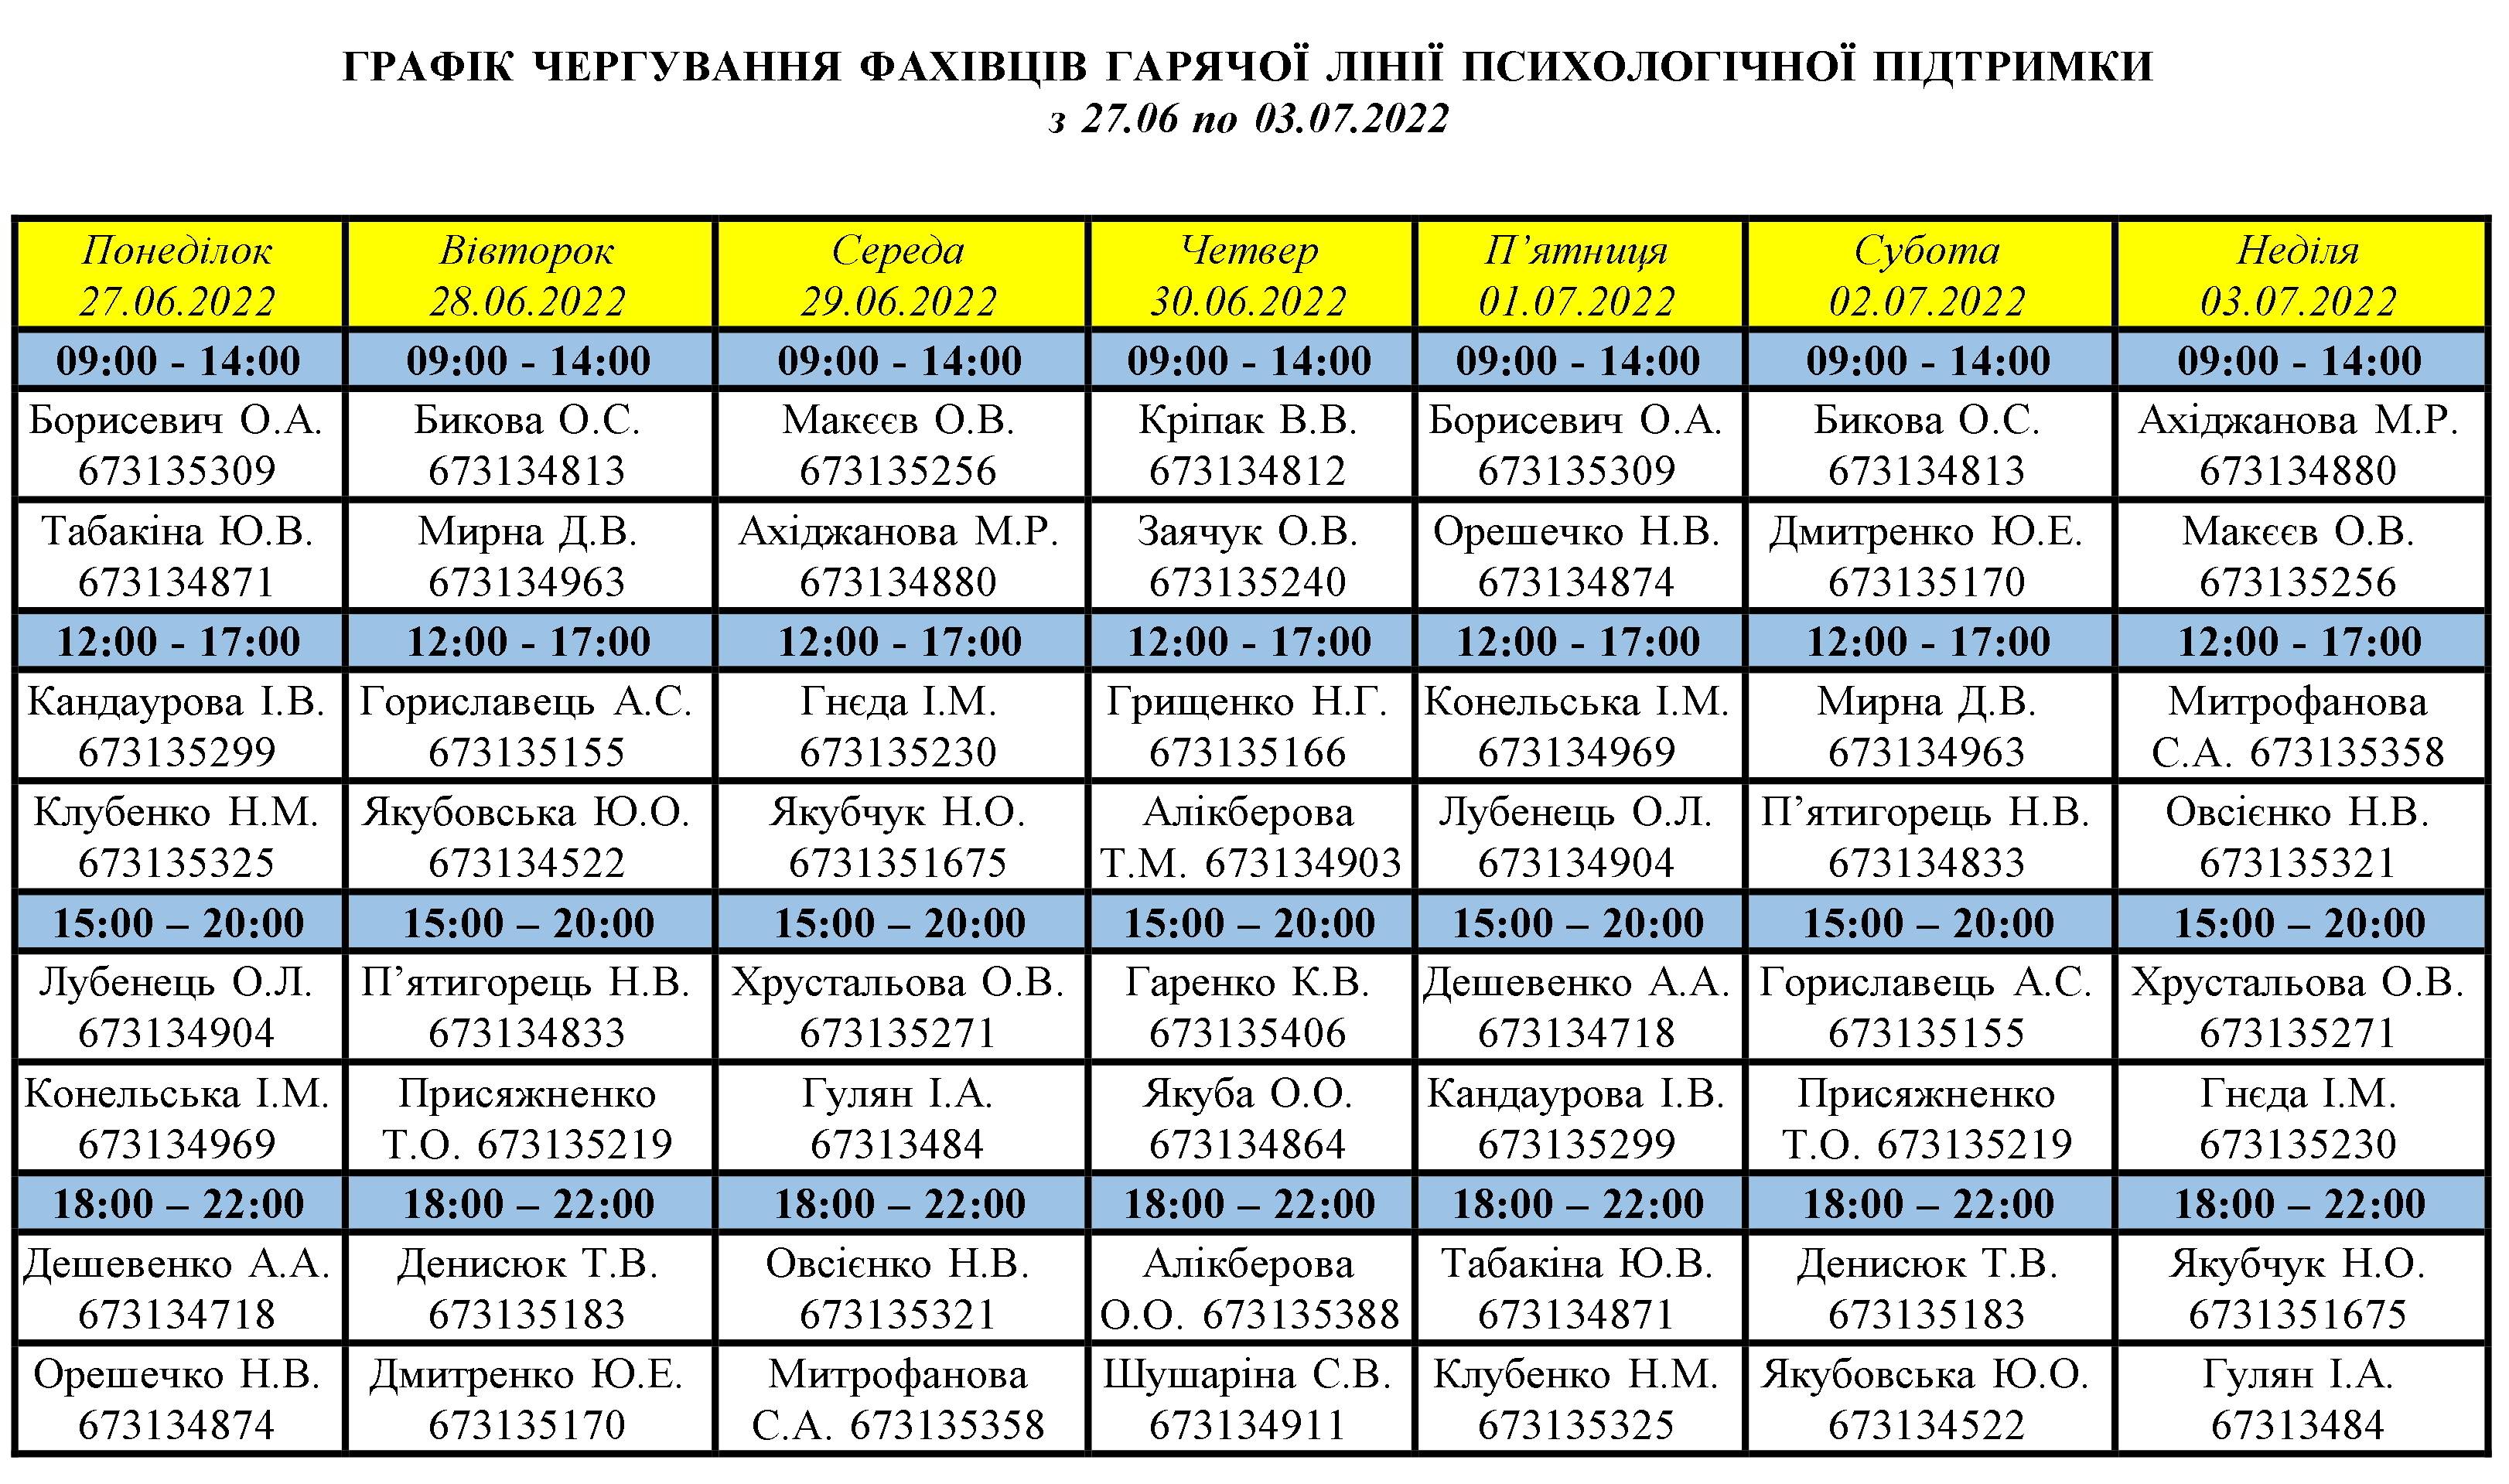 ГРАФІК ЧЕРГУВАННЯ ФАХІВЦІВ ГАРЯЧОЇ ЛІНІЇ ПСИХОЛОГІЧНОЇ ПІДТРИМКИ
з 27.06 по 03.07.2022
Понеділок Вівторок Середа Четвер П’ятниця Субота Неділя
27.06.2022 28.06.2022 29.06.2022 30.06.2022 01.07.2022 02.07.2022 03.07.2022
09:00 - 14:00 09:00 - 14:00 09:00 - 14:00 09:00 - 14:00 09:00 - 14:00 09:00 - 14:00 09:00 - 14:00
Борисевич О.А. Бикова О.С. Макєєв О.В. Кріпак В.В. Борисевич О.А. Бикова О.С. Ахіджанова М.Р.
673135309 673134813 673135256 673134812 673135309 673134813 673134880
Табакіна Ю.В. Мирна Д.В. Ахіджанова М.Р. Заячук О.В. Орешечко Н.В. Дмитренко Ю.Е. Макєєв О.В.
673134871 673134963 673134880 673135240 673134874 673135170 673135256
12:00 - 17:00 12:00 - 17:00 12:00 - 17:00 12:00 - 17:00 12:00 - 17:00 12:00 - 17:00 12:00 - 17:00
Кандаурова І.В. Гориславець А.С. Гнєда І.М. Грищенко Н.Г. Конельська І.М. Мирна Д.В. Митрофанова
673135299 673135155 673135230 673135166 673134969 673134963 С.А. 673135358
Клубенко Н.М. Якубовська Ю.О. Якубчук Н.О. Алікберова Лубенець О.Л. П’ятигорець Н.В. Овсієнко Н.В.
673135325 673134522 6731351675 Т.М. 673134903 673134904 673134833 673135321
15:00 – 20:00 15:00 – 20:00 15:00 – 20:00 15:00 – 20:00 15:00 – 20:00 15:00 – 20:00 15:00 – 20:00
Лубенець О.Л. П’ятигорець Н.В. Хрустальова О.В. Гаренко К.В. Дешевенко А.А. Гориславець А.С. Хрустальова О.В.
673134904 673134833 673135271 673135406 673134718 673135155 673135271
Конельська І.М. Присяжненко Гулян І.А. Якуба О.О. Кандаурова І.В. Присяжненко Гнєда І.М.
673134969 Т.О. 673135219 67313484 673134864 673135299 Т.О. 673135219 673135230
18:00 – 22:00 18:00 – 22:00 18:00 – 22:00 18:00 – 22:00 18:00 – 22:00 18:00 – 22:00 18:00 – 22:00
Дешевенко А.А. Денисюк Т.В. Овсієнко Н.В. Алікберова Табакіна Ю.В. Денисюк Т.В. Якубчук Н.О.
673134718 673135183 673135321 О.О. 673135388 673134871 673135183 6731351675
Орешечко Н.В. Дмитренко Ю.Е. Митрофанова Шушаріна С.В. Клубенко Н.М. Якубовська Ю.О. Гулян І.А.
673134874 673135170 С.А. 673135358 673134911 673135325 673134522 67313484